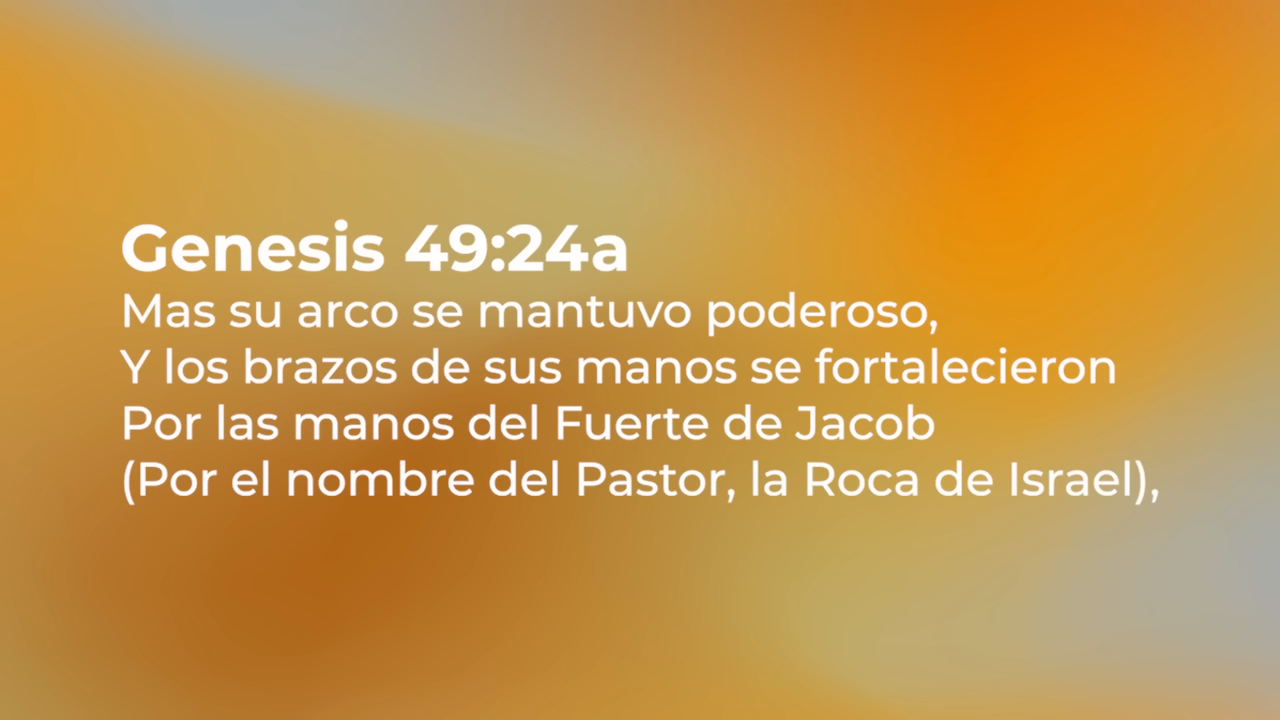 Genesis 49:24a
Mas su arco se mantuvo poderoso,
Y los brazos de sus manos se fortalecieron
Por las manos del Fuerte de Jacob
(Por el nombre del Pastor, la Roca de Israel),